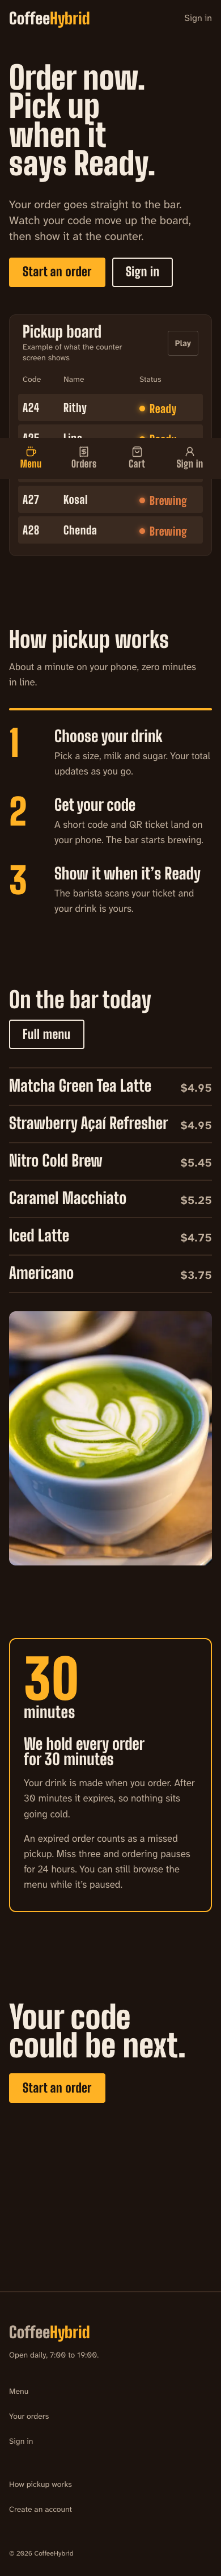 CoffeeHybrid
Sign in
Order now.
Pick up
when it
says Ready.
Your order goes straight to the bar.
Watch your code move up the board,
then show it at the counter.
Start an order
Sign in
Pickup board
Example of what the counter
screen shows
Play
Code Name Status
A24 Rithy Ready
Menu Orders Cart Sign in
A27 Kosal Brewing
A28 Chenda Brewing
How pickup works
About a minute on your phone, zero minutes
in line.
1 Choose your drink
Pick a size, milk and sugar. Your total
updates as you go.
2 Get your code
A short code and QR ticket land on
your phone. The bar starts brewing.
3 Show it when it's Ready
The barista scans your ticket and
your drink is yours.
On the bar today
Full menu
Matcha Green Tea Latte $4.95
Strawberry Açaí Refresher $4.95
Nitro Cold Brew $5.45
Caramel Macchiato $5.25
Iced Latte $4.75
Americano $3.75
30
minutes
We hold every order
for 30 minutes
Your drink is made when you order. After
30 minutes it expires, so nothing sits
going cold.
An expired order counts as a missed
pickup. Miss three and ordering pauses
for 24 hours. You can still browse the
menu while it's paused.
Your code
could be next.
Start an order
CoffeeHybrid
Open daily, 7:00 to 19:00.
Menu
Your orders
Sign in
How pickup works
Create an account
© 2026 CoffeeHybrid